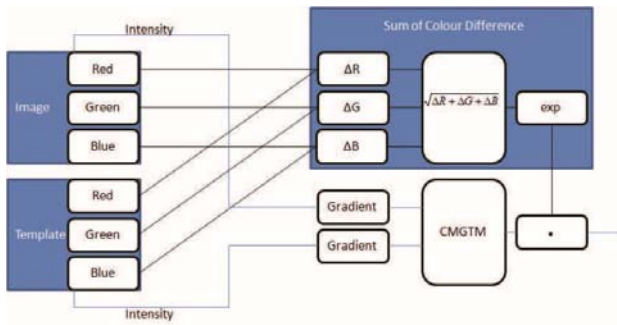 Intensity
Sum of Colour Difference
Image
Red
Green
Blue
ΔR
ΔG
ΔB
√ΔR + ΔG + ΔB
exp
Template
Red
Green
Blue
Gradient
Gradient
CMGTM
.
Intensity